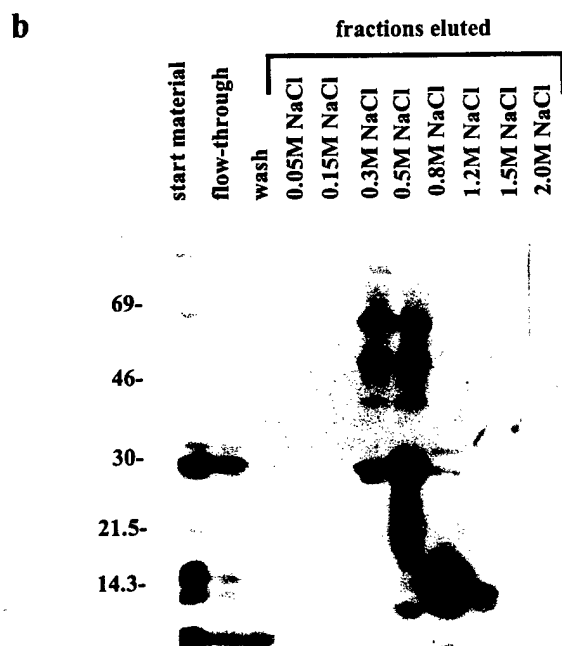 b
fractions eluted
start material
flow-through
wash
0.05M NaCl
0.15M NaCl
0.3M NaCl
0.5M NaCl
0.8M NaCl
1.2M NaCl
1.5M NaCl
2.0M NaCl
69-
46-
30-
21.5-
14.3-